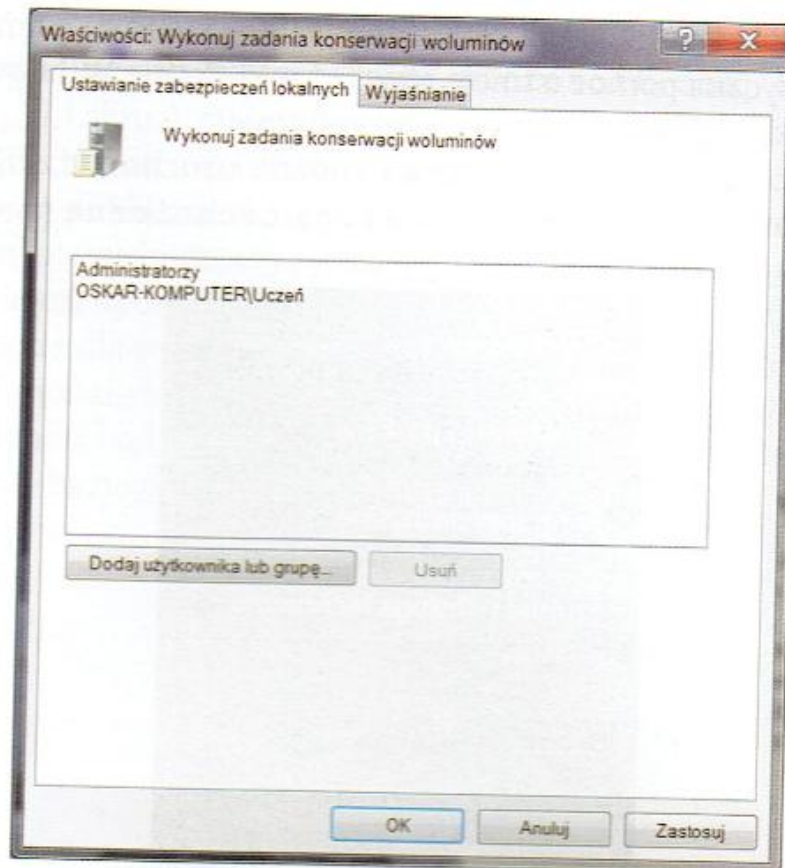 Właściwości: Wykonuj zadania konserwacji woluminów
Ustawianie zabezpieczeń lokalnych
Wyjaśnianie
Wykonuj zadania konserwacji woluminów
Administratorzy
OSKAR-KOMPUTER\Uczeń
Dodaj użytkownika lub grupę...
Usuń
OK
Anuluj
Zastosuj